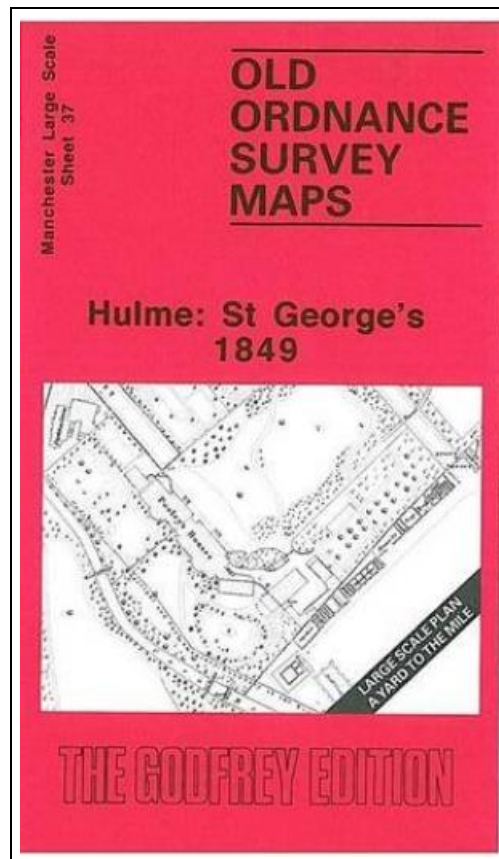 Manchester Large Scale
Sheet 37
OLD
ORDNANCE
SURVEY
MAPS
Hulme: St George's
1849
LARGE SCALE PLAN
A YARD TO THE MILE
THE GODFREY EDITION